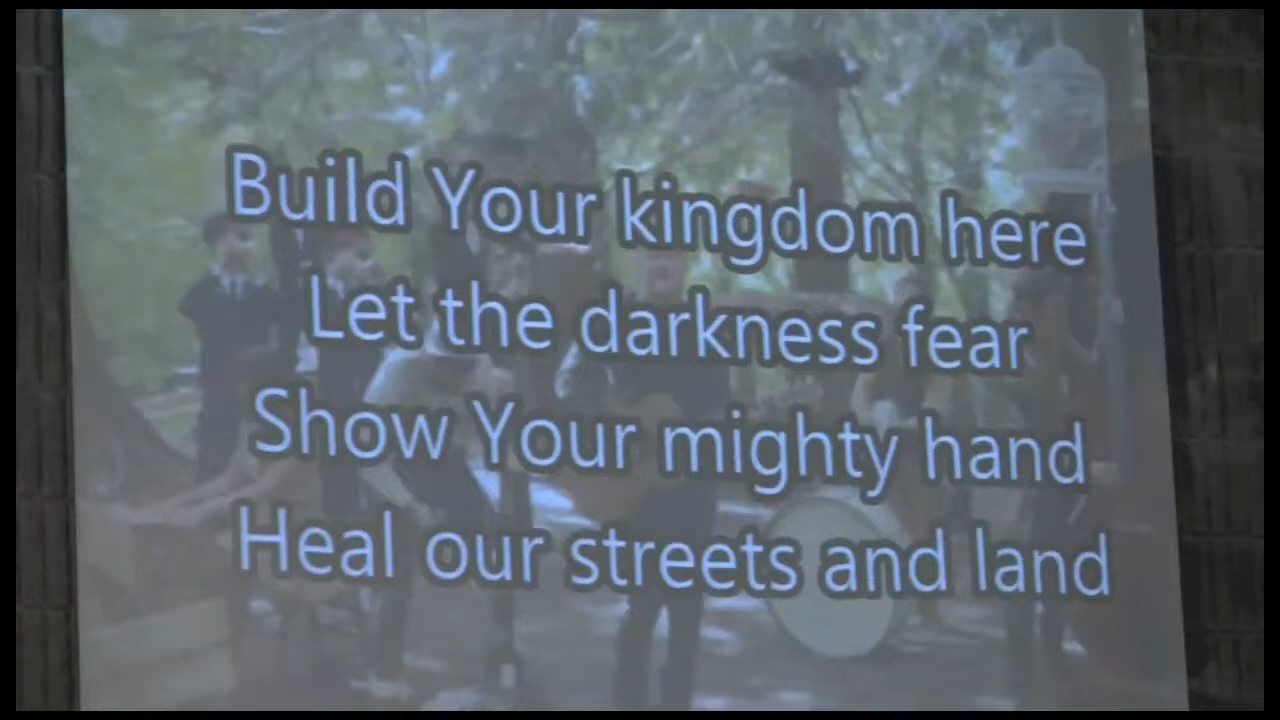 Build Your kingdom here
Let the darkness fear
Show Your mighty hand
Heal our streets and land